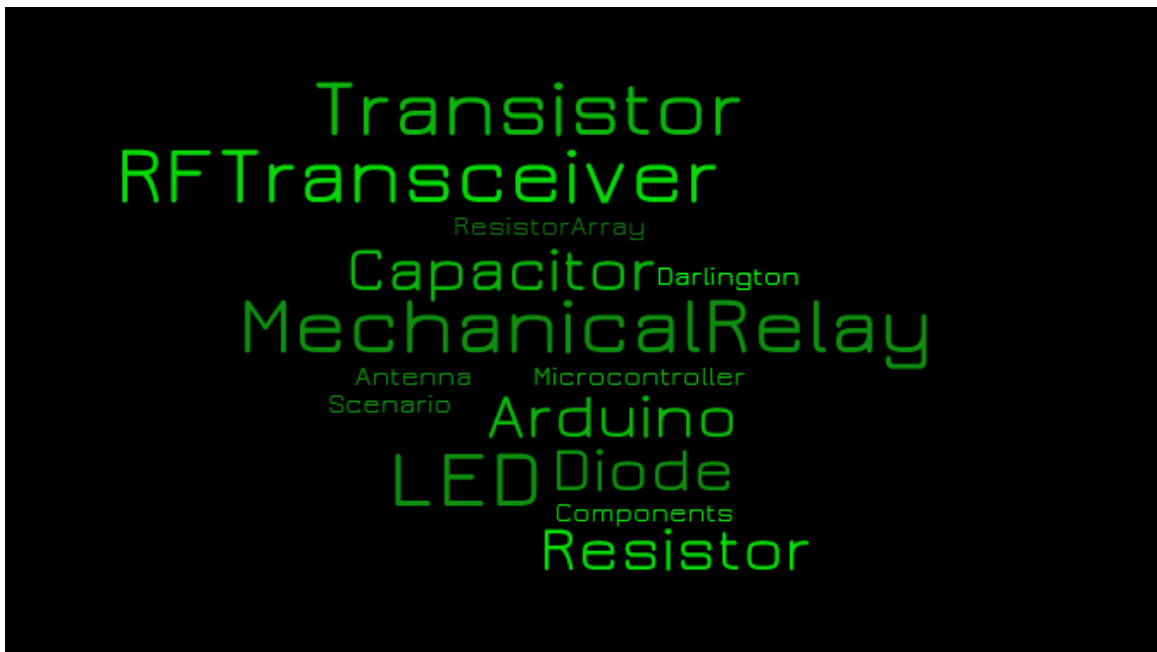 Transistor
RFTransceiver
ResistorArray
Capacitor
Darlington
MechanicalRelay
Antenna
Microcontroller
Scenario
Arduino
LED
Diode
Components
Resistor